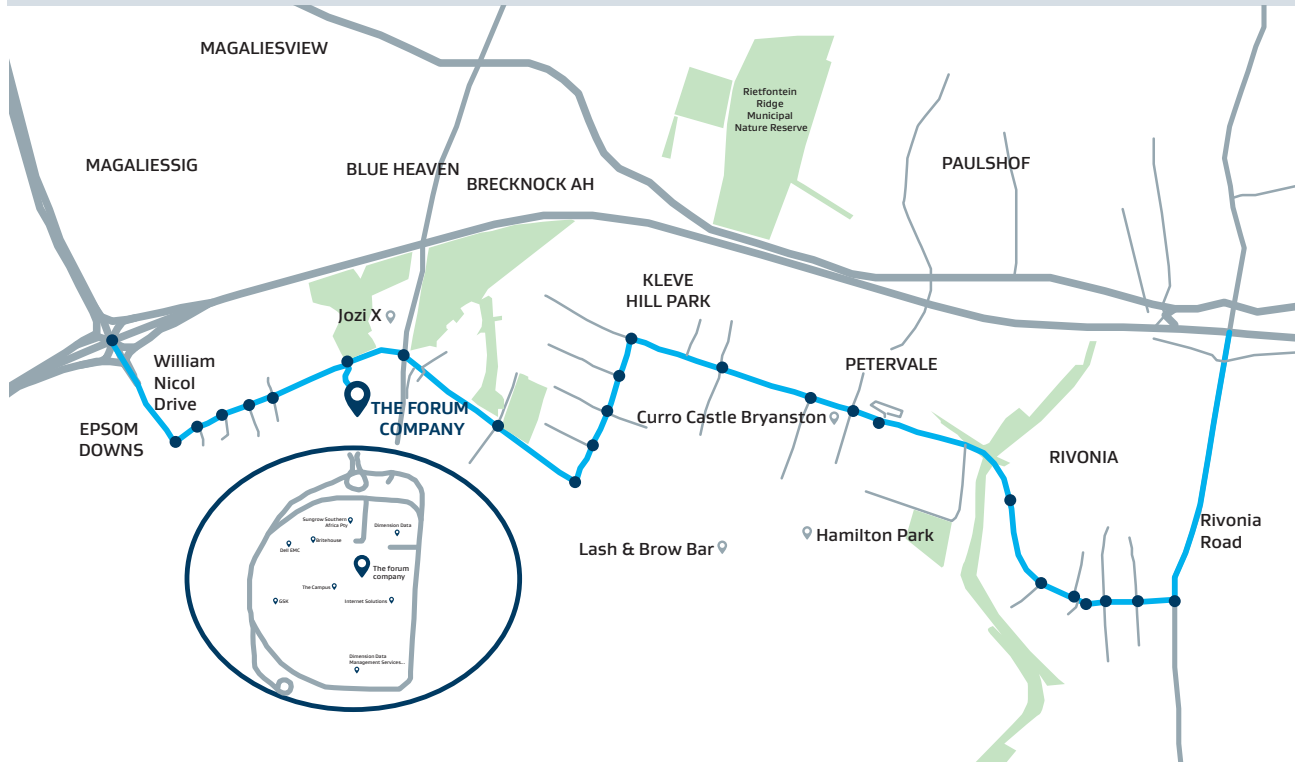 MAGALIESVIEW
Rietfontein
Ridge
Municipal
Nature Reserve
MAGALIESSIG
BLUE HEAVEN
BRECKNOCK AH
PAULSHOF
KLEVE
HILL PARK
Jozi X
William
Nicol
Drive
PETERVALE
THE FORUM
COMPANY
Curro Castle Bryanston
EPSOM
DOWNS
RIVONIA
Rivonia
Road
Hamilton Park
Lash & Brow Bar
Sungrow Southern
Africa Pty
Dimension Data
Britehouse
Dell EMC
The forum
company
The Campus
GSK
Internet Solutions
Dimension Data
Management Services...